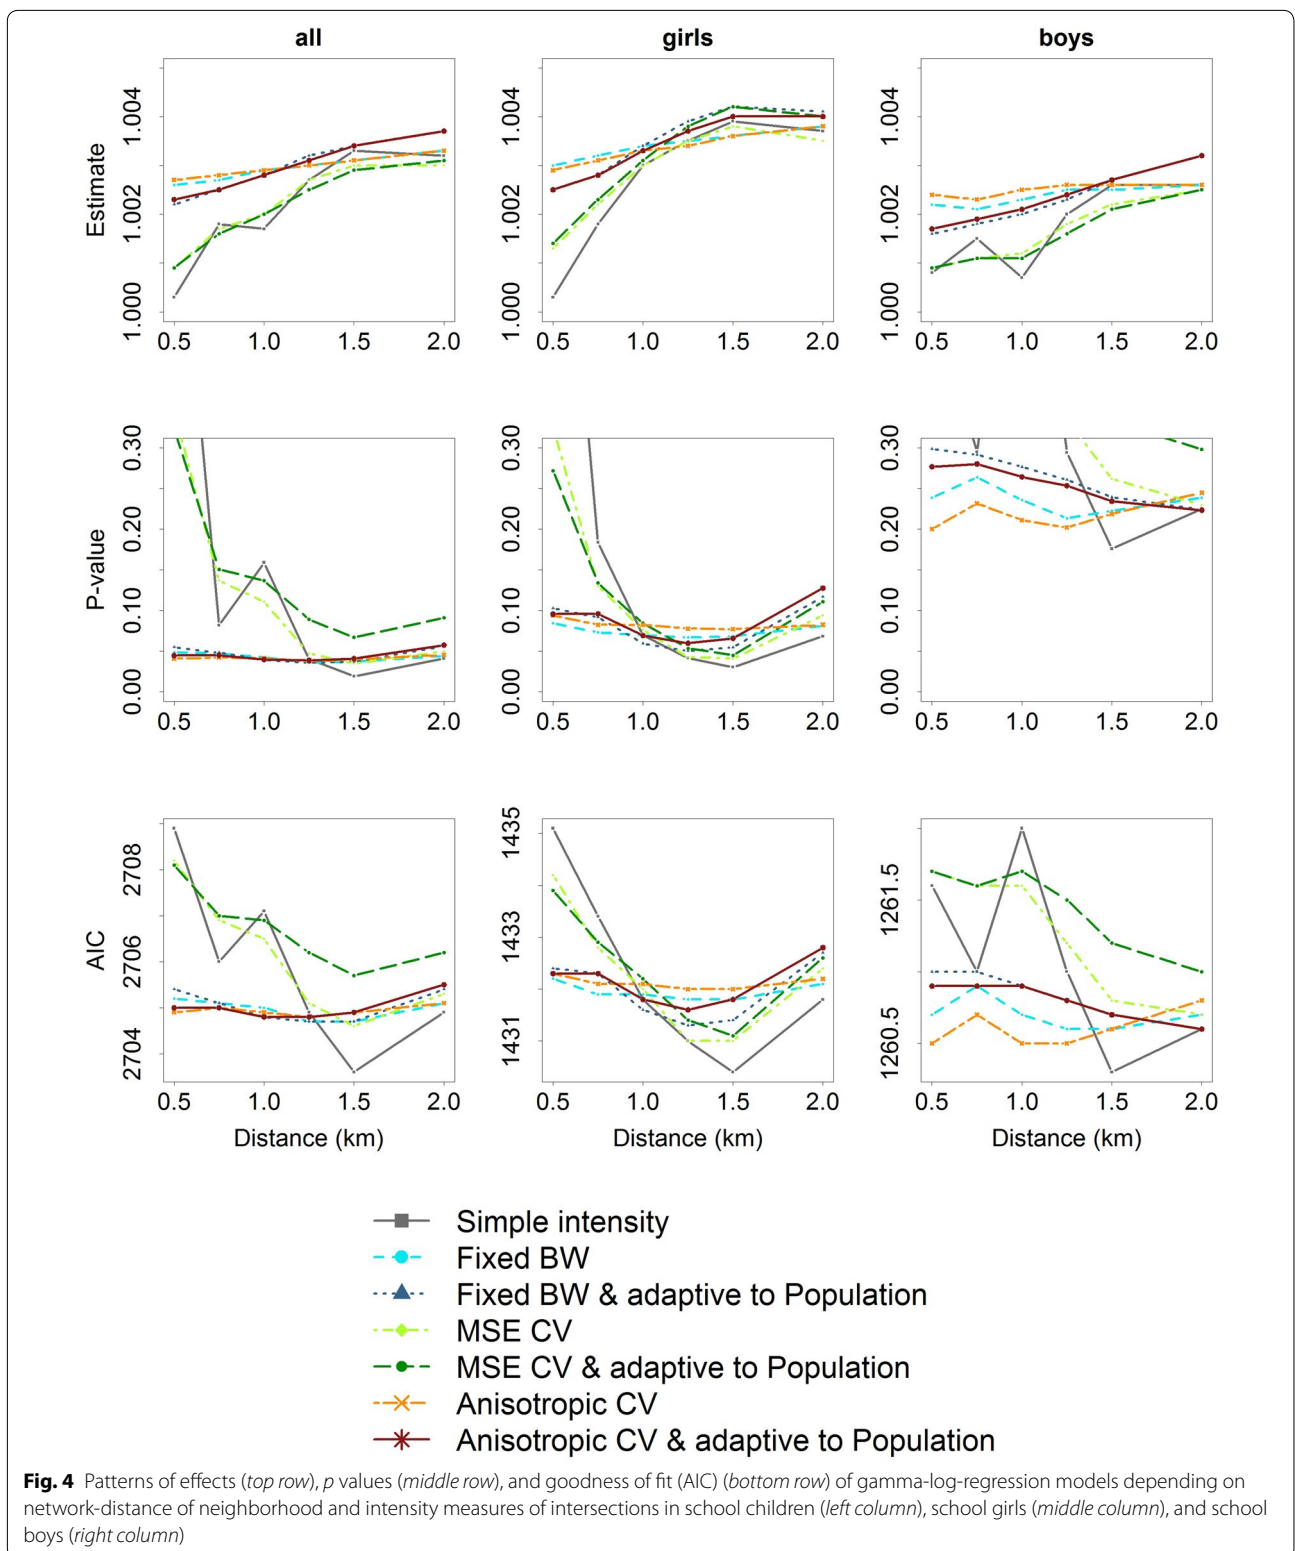 all girls boys
Estimate
1.004 1.004 1.004
1.002 1.002 1.002
1.000 1.000 1.000
0.5 1.0 1.5 2.0 0.5 1.0 1.5 2.0 0.5 1.0 1.5 2.0
P-value
0.30 0.30 0.30
0.20 0.20 0.20
0.10 0.10 0.10
0.00 0.00 0.00
0.5 1.0 1.5 2.0 0.5 1.0 1.5 2.0 0.5 1.0 1.5 2.0
AIC
2708 1435 1261.5
2706 1433 1260.5
2704 1431
0.5 1.0 1.5 2.0 0.5 1.0 1.5 2.0 0.5 1.0 1.5 2.0
Distance (km) Distance (km) Distance (km)
Simple intensity
Fixed BW
Fixed BW & adaptive to Population
MSE CV
MSE CV & adaptive to Population
Anisotropic CV
Anisotropic CV & adaptive to Population
Fig. 4 Patterns of effects (top row), p values (middle row), and goodness of fit (AIC) (bottom row) of gamma-log-regression models depending on
network-distance of neighborhood and intensity measures of intersections in school children (left column), school girls (middle column), and school
boys (right column)